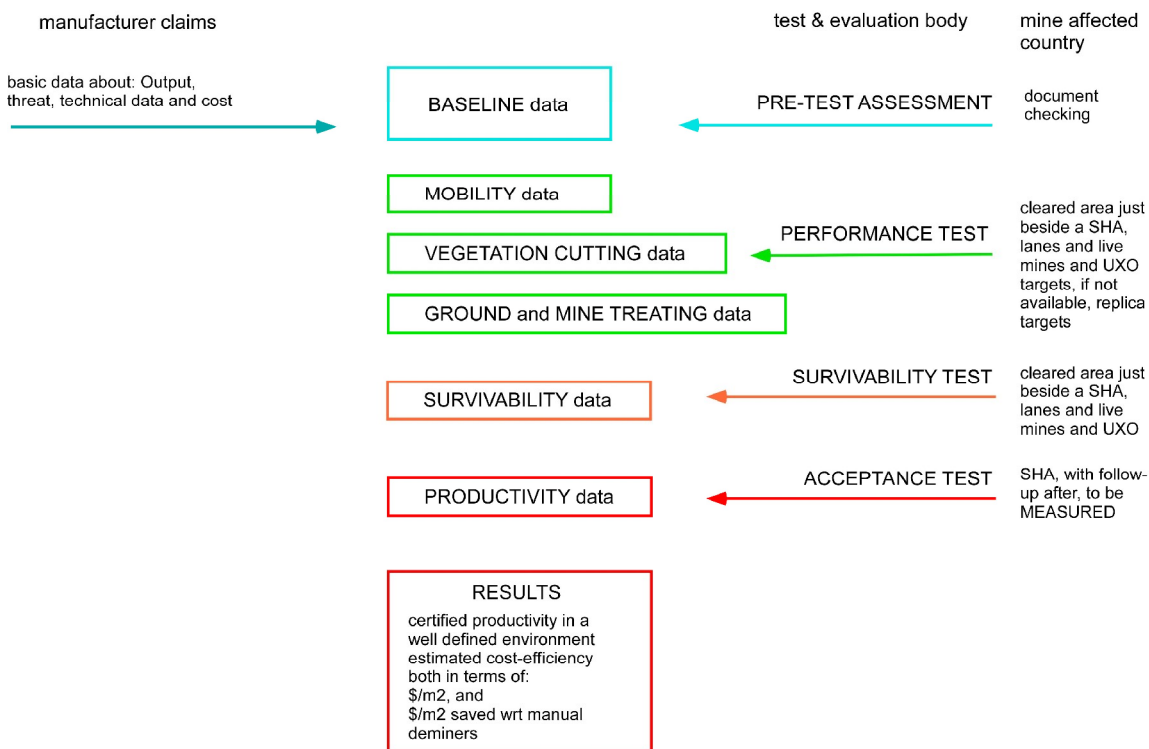 manufacturer claims
test & evaluation body
mine affected
country
basic data about: Output,
threat, technical data and cost
BASELINE data
PRE-TEST ASSESSMENT
document
checking
MOBILITY data
VEGETATION CUTTING data
GROUND and MINE TREATING data
PERFORMANCE TEST
cleared area just
beside a SHA,
lanes and live
mines and UXO
targets, if not
available, replica
targets
SURVIVABILITY data
SURVIVABILITY TEST
cleared area just
beside a SHA,
lanes and live
mines and UXO
PRODUCTIVITY data
ACCEPTANCE TEST
SHA, with follow-
up after, to be
MEASURED
RESULTS
certified productivity in a
well defined environment
estimated cost-efficiency
both in terms of:
$/m2, and
$/m2 saved wrt manual
deminers